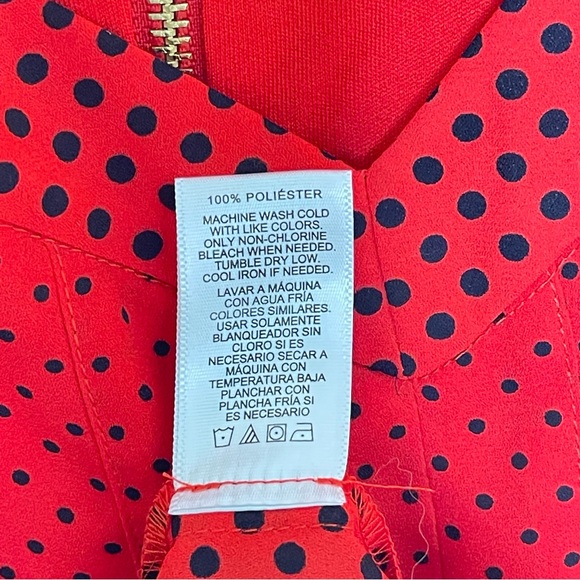 100% POLIÉSTER
MACHINE WASH COLD
WITH LIKE COLORS.
ONLY NON-CHLORINE
BLEACH WHEN NEEDED.
TUMBLE DRY LOW.
COOL IRON IF NEEDED.
LAVAR A MÁQUINA
CON AGUA FRÍA
COLORES SIMILARES.
USAR SOLAMENTE
BLANQUEADOR SIN
CLORO SI ES
NECESARIO SECAR A
MÁQUINA CON
TEMPERATURA BAJA
PLANCHAR CON
PLANCHA FRÍA SI
ES NECESARIO